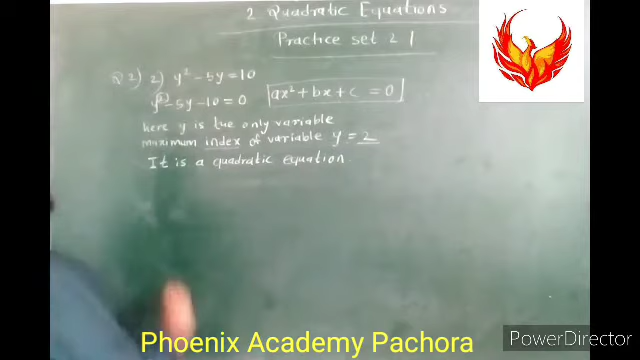 2 Quadratic Equations
Practice set 2 1
Q 2) 2) y² - 5y = 10
y² - 5y - 10 = 0
ax² + bx + c = 0
here y is the only variable
maximum index of variable y = 2
It is a quadratic equation.
Phoenix Academy Pachora
PowerDirector